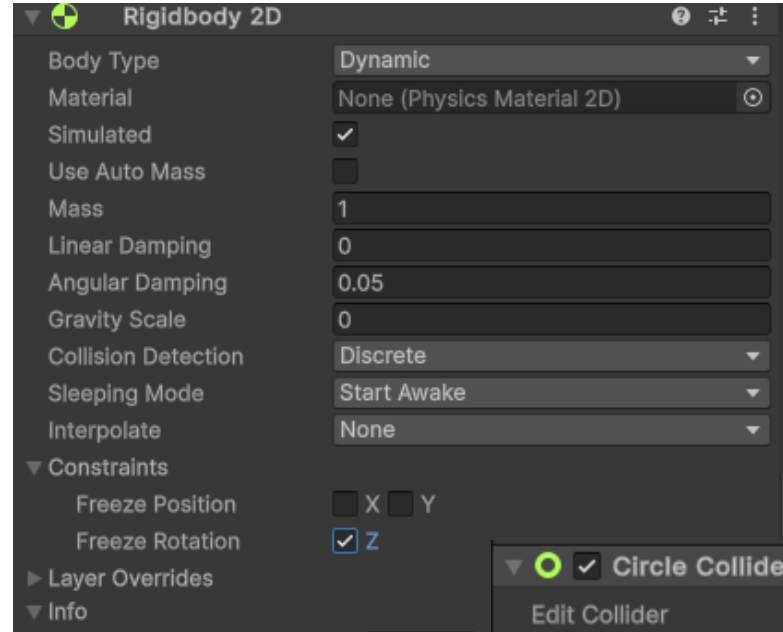 Rigidbody 2D
Body Type Dynamic
Material None (Physics Material 2D)
Simulated
Use Auto Mass
Mass 1
Linear Damping 0
Angular Damping 0.05
Gravity Scale 0
Collision Detection Discrete
Sleeping Mode Start Awake
Interpolate None
Constraints
Freeze Position X Y
Freeze Rotation Z
Layer Overrides
Info
Circle Collide
Edit Collider